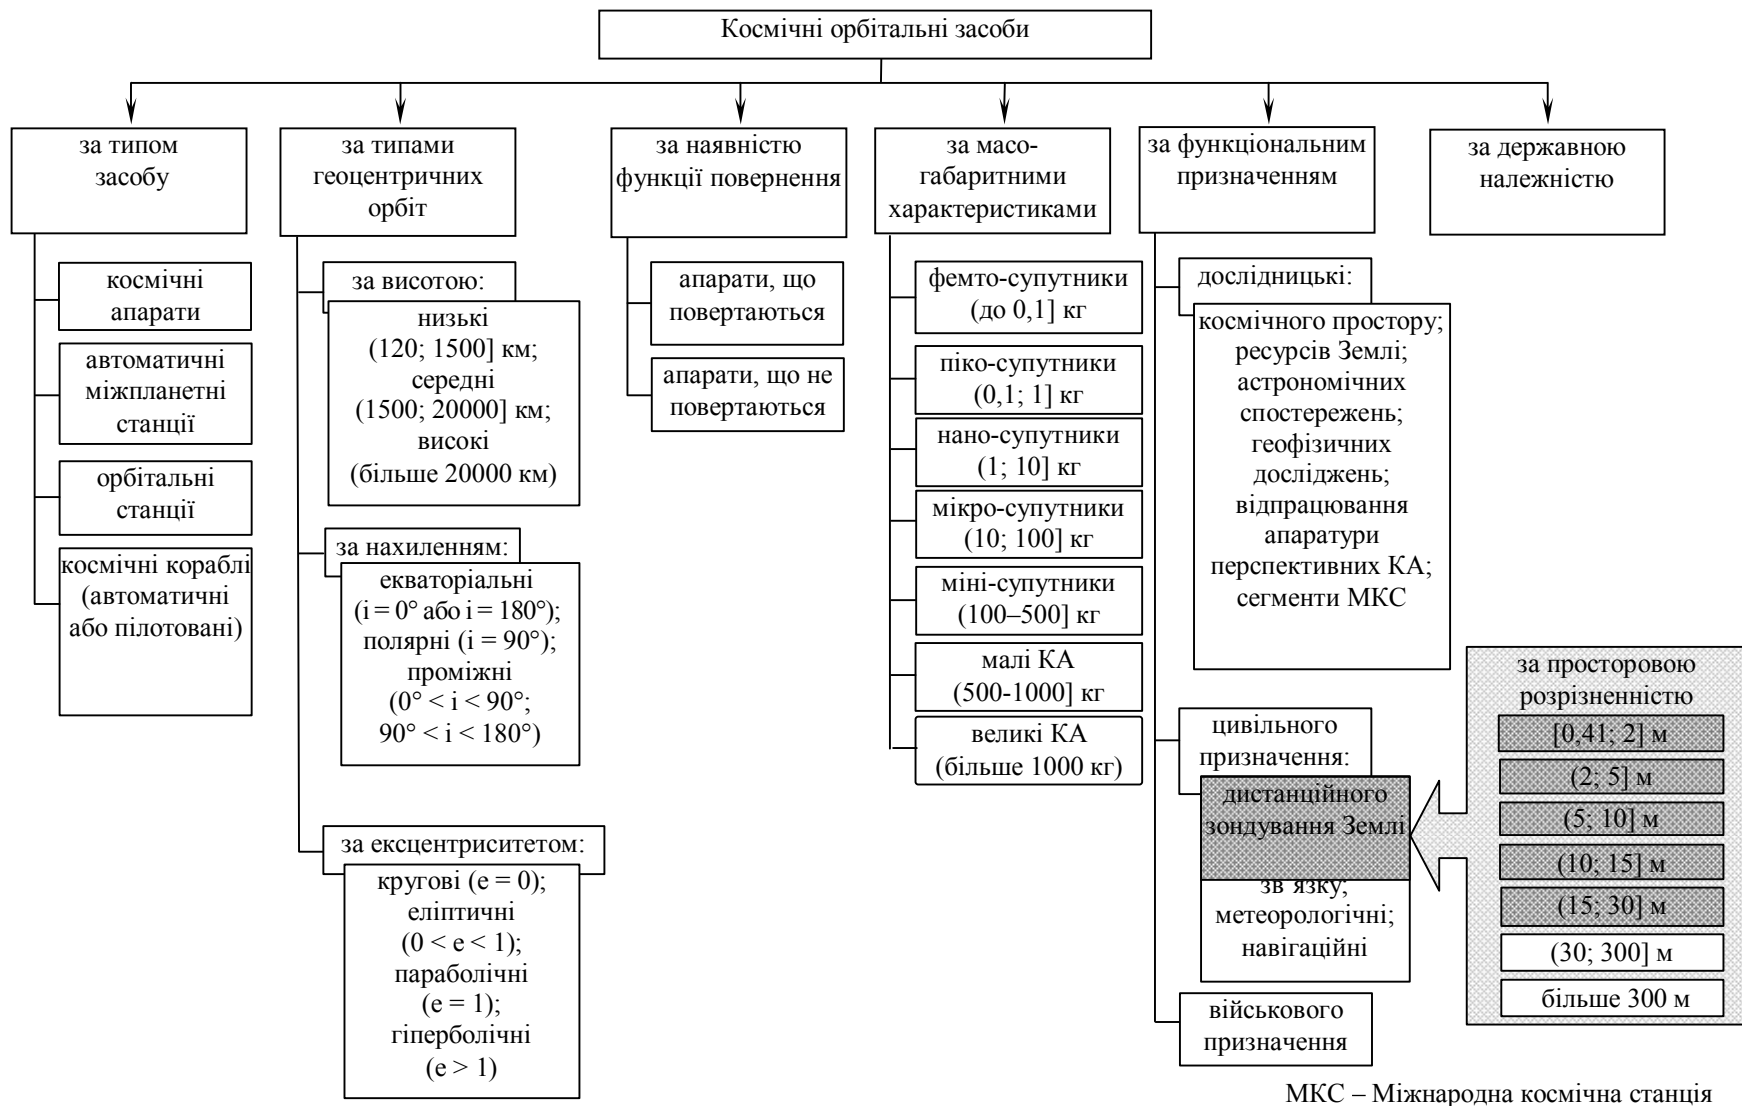 Космічні орбітальні засоби
за типом
засобу
космічні
апарати
автоматичні
міжпланетні
станції
орбітальні
станції
космічні кораблі
(автоматичні
або пілотовані)
за типами
геоцентричних
орбіт
за висотою:
низькі
(120; 1500] км;
середні
(1500; 20000] км;
високі
(більше 20000 км)
за нахиленням:
екваторіальні
(i = 0° або i = 180°);
полярні (i = 90°);
проміжні
(0° < i < 90°;
90° < i < 180°)
за ексцентриситетом:
кругові (e = 0);
еліптичні
(0 < e < 1);
параболічні
(e = 1);
гіперболічні
(e > 1)
за наявністю
функції повернення
апарати, що
повертаються
апарати, що не
повертаються
за масо-
габаритними
характеристиками
фемто-супутники
(до 0,1] кг
піко-супутники
(0,1; 1] кг
нано-супутники
(1; 10] кг
мікро-супутники
(10; 100] кг
міні-супутники
(100–500] кг
малі КА
(500-1000] кг
великі КА
(більше 1000 кг)
за функціональним
призначенням
дослідницькі:
космічного простору;
ресурсів Землі;
астрономічних
спостережень;
геофізичних
досліджень;
відпрацювання
апаратури
перспективних КА;
сегменти МКС
цивільного
призначення:
дистанційного
зондування Землі
зв'язку;
метеорологічні;
навігаційні
військового
призначення
за державною
належністю
за просторовою
розрізненністю
[0,41; 2] м
(2; 5] м
(5; 10] м
(10; 15] м
(15; 30] м
(30; 300] м
більше 300 м
МКС – Міжнародна космічна станція